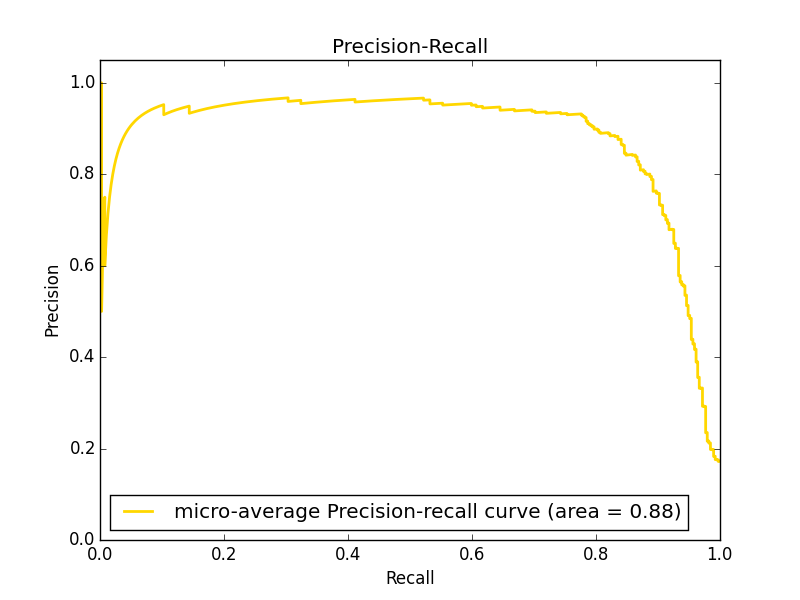 Precision-Recall
1.0
0.8
0.6
0.4
0.2
0.0
Precision
micro-average Precision-recall curve (area = 0.88)
0.0 0.2 0.4 0.6 0.8 1.0
Recall